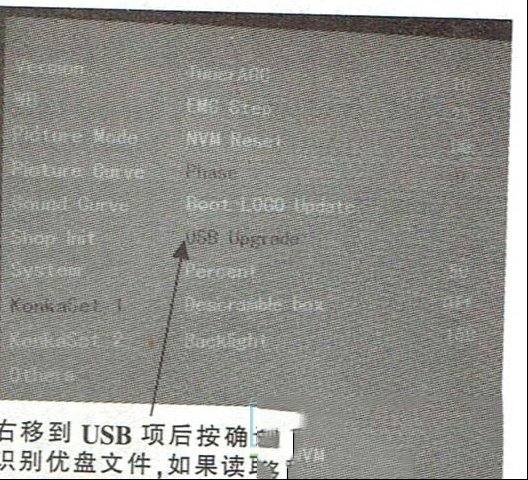 Version TunerAGC
EMC Step
Picture Mode NVM Reset
Picture Curve Phase
Sound Curve Boot LOGO Update
Shop Init USB Upgrade
System Percent 50
KonkaSet 1 Descramble box
KonkaSet 2 Backlight 100
Others
右移到 USB 项后按确
识别优盘文件,如果读
NVM